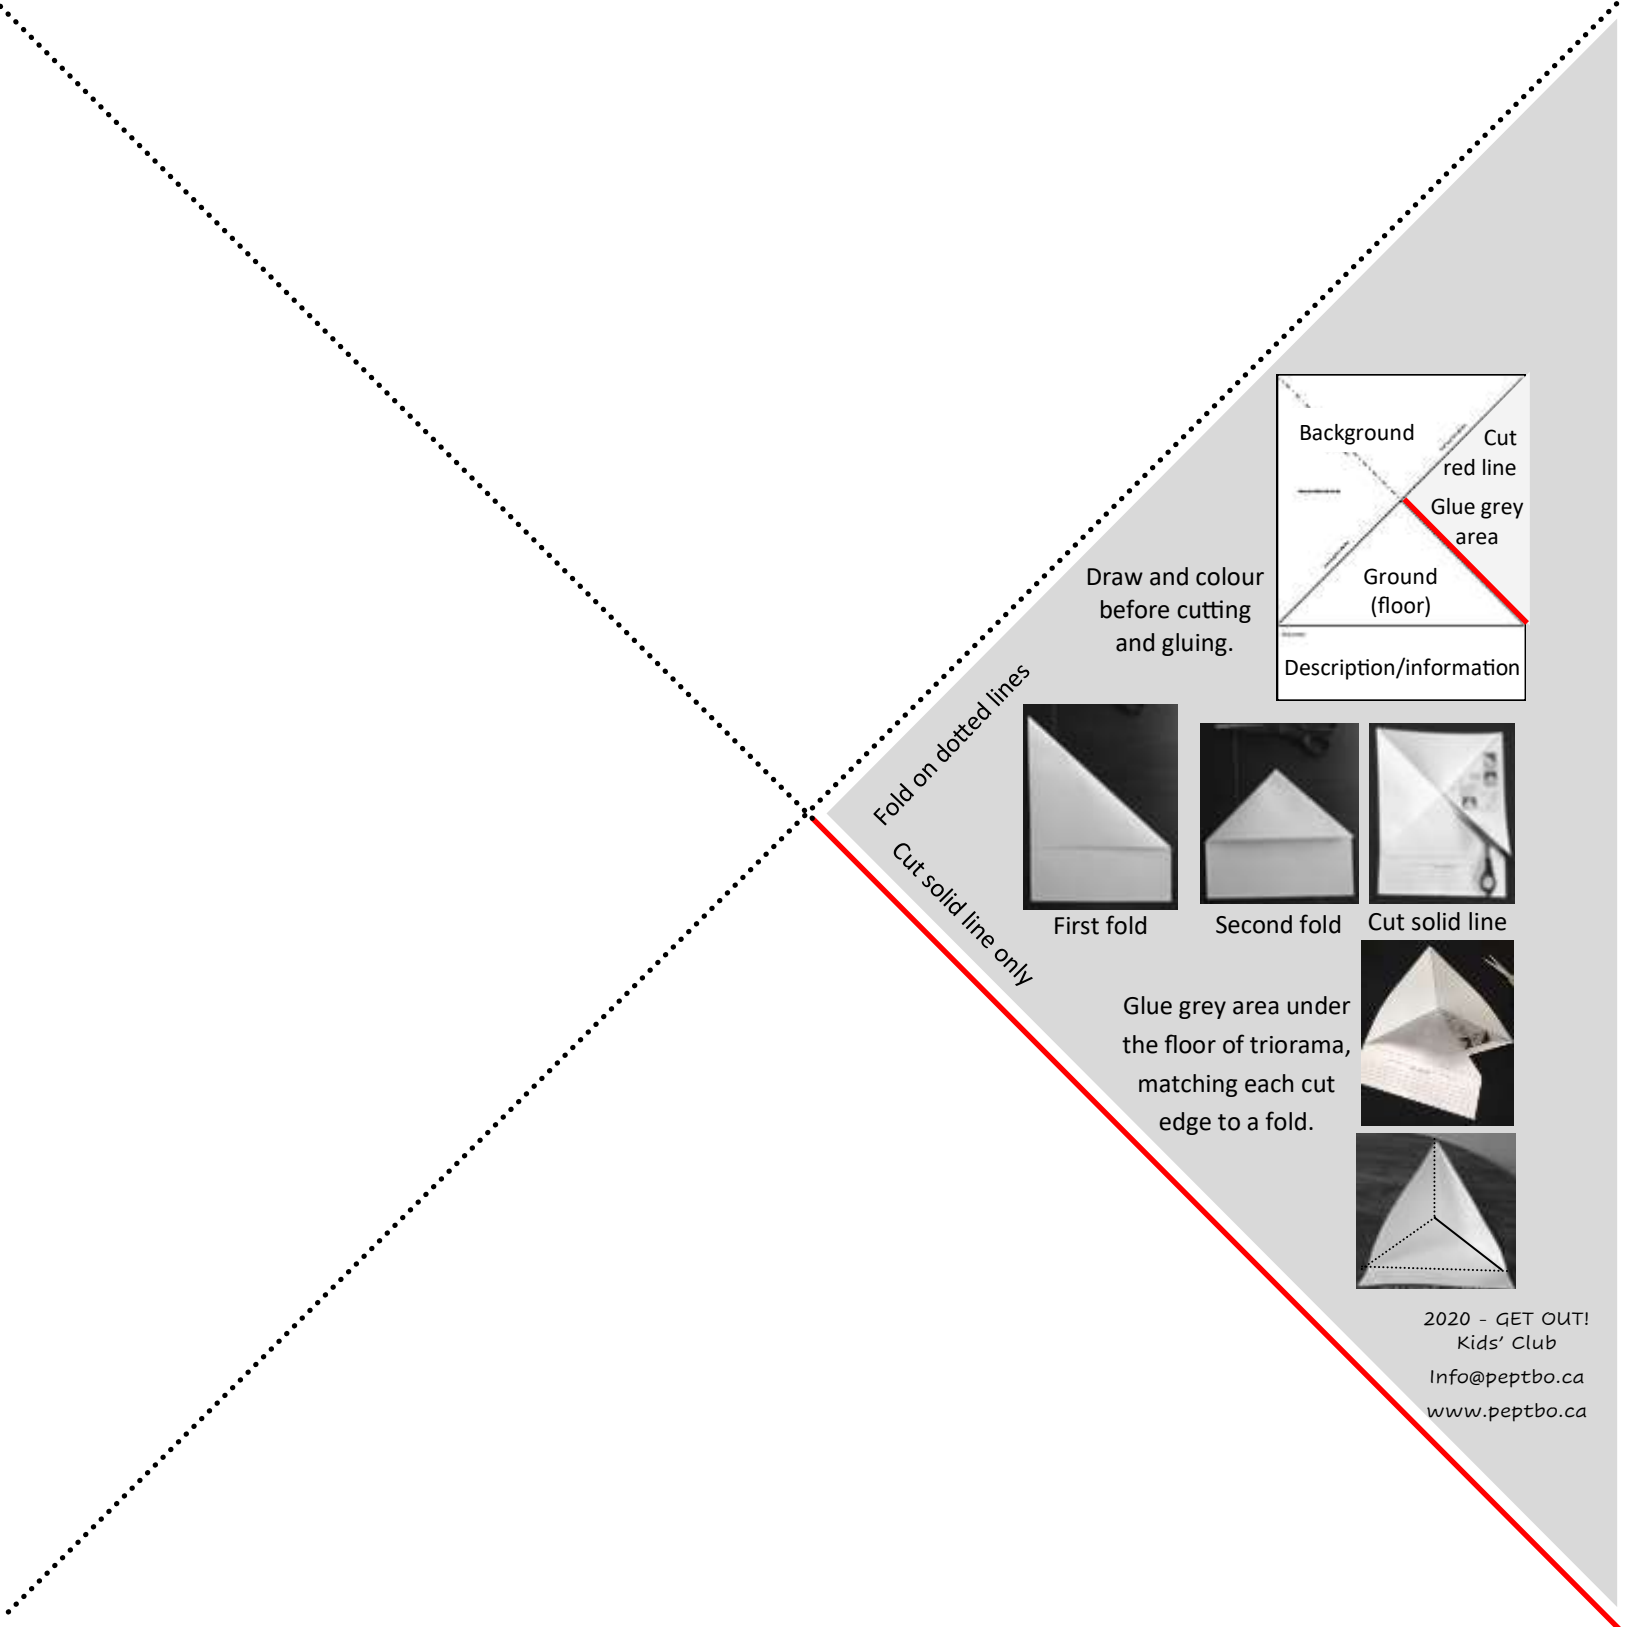 Background
Cut
red line
Glue grey
area
Ground
(floor)
Description/information
Draw and colour
before cutting
and gluing.
Fold on dotted lines
Cut solid line only
First fold
Second fold
Cut solid line
Glue grey area under
the floor of triorama,
matching each cut
edge to a fold.
2020 - GET OUT!
Kids' Club
Info@peptbo.ca
www.peptbo.ca